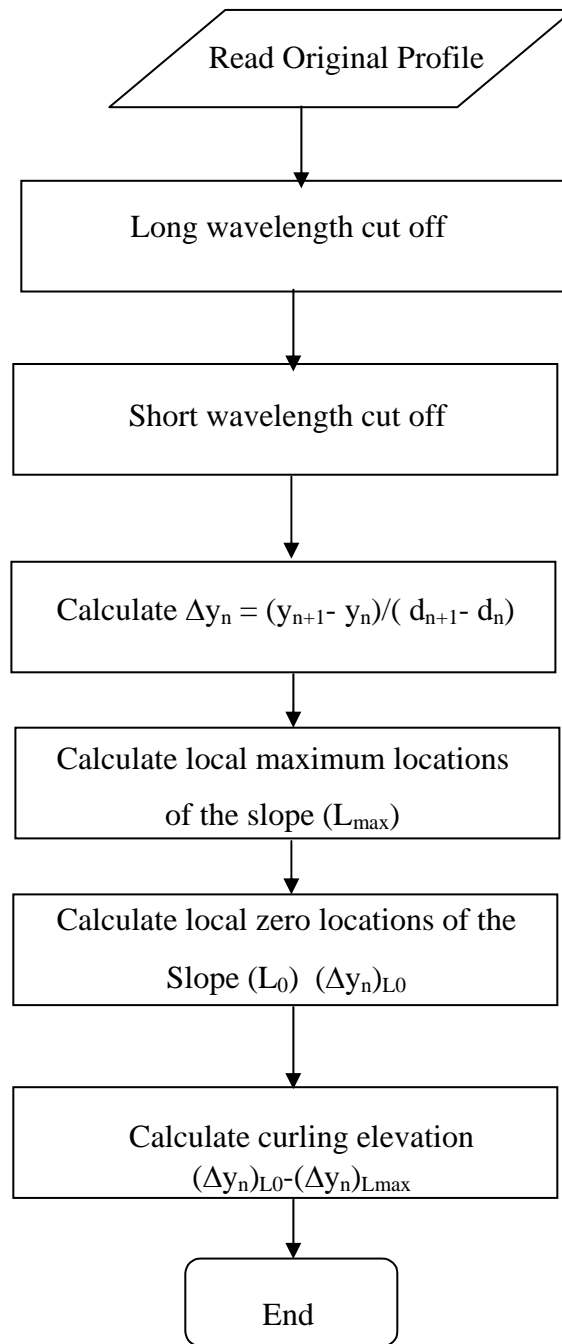 Read Original Profile
Long wavelength cut off
Short wavelength cut off
Calculate Δyₙ = (yₙ₊₁- yₙ)/( dₙ₊₁- dₙ)
Calculate local maximum locations
of the slope (Lmax)
Calculate local zero locations of the
Slope (L₀) (Δyₙ)L0
Calculate curling elevation
(Δyₙ)L0-(Δyₙ)Lmax
End